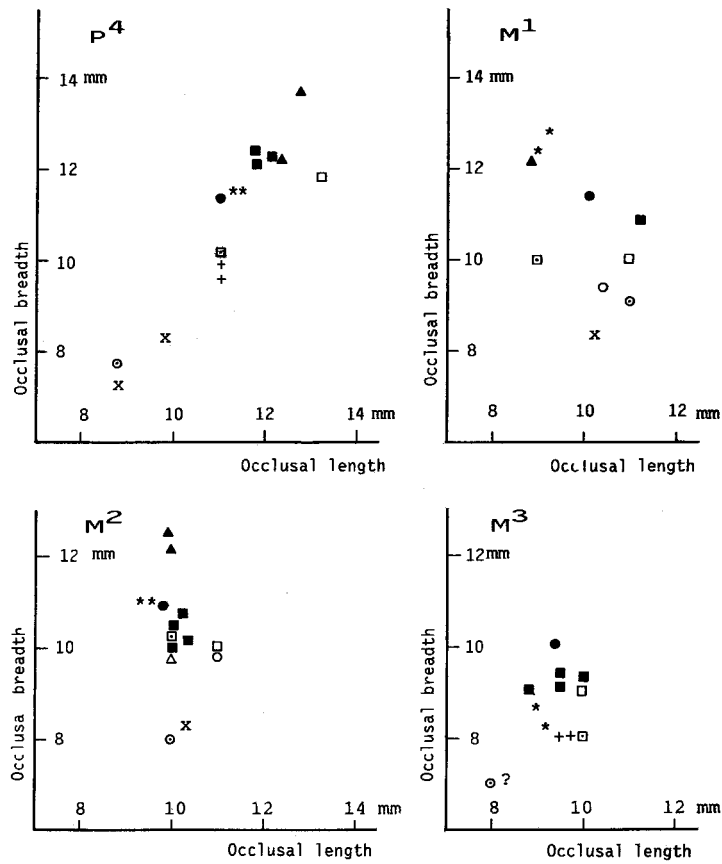 P4
14 mm
12
10
8
Occlusal breadth
8 10 12 14 mm
Occlusal length
M1
14 mm
12
10
8
Occlusal breadth
8 10 12 mm
Occlusal length
M2
12 mm
10
8
Occlusa breadth
8 10 12 14 mm
Occlusal length
M3
12mm
10
8
?
Occlusal breadth
8 10 12 mm
Occlusal length